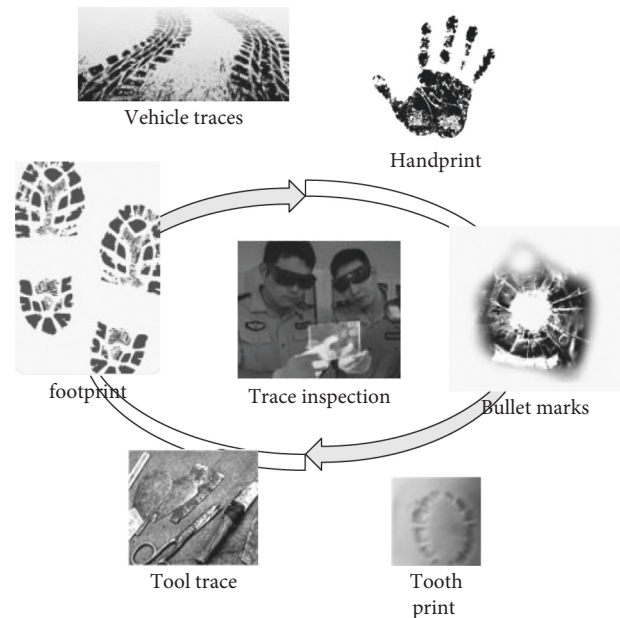 Vehicle traces
Handprint
footprint
Trace inspection
Bullet marks
Tool trace
Tooth
print